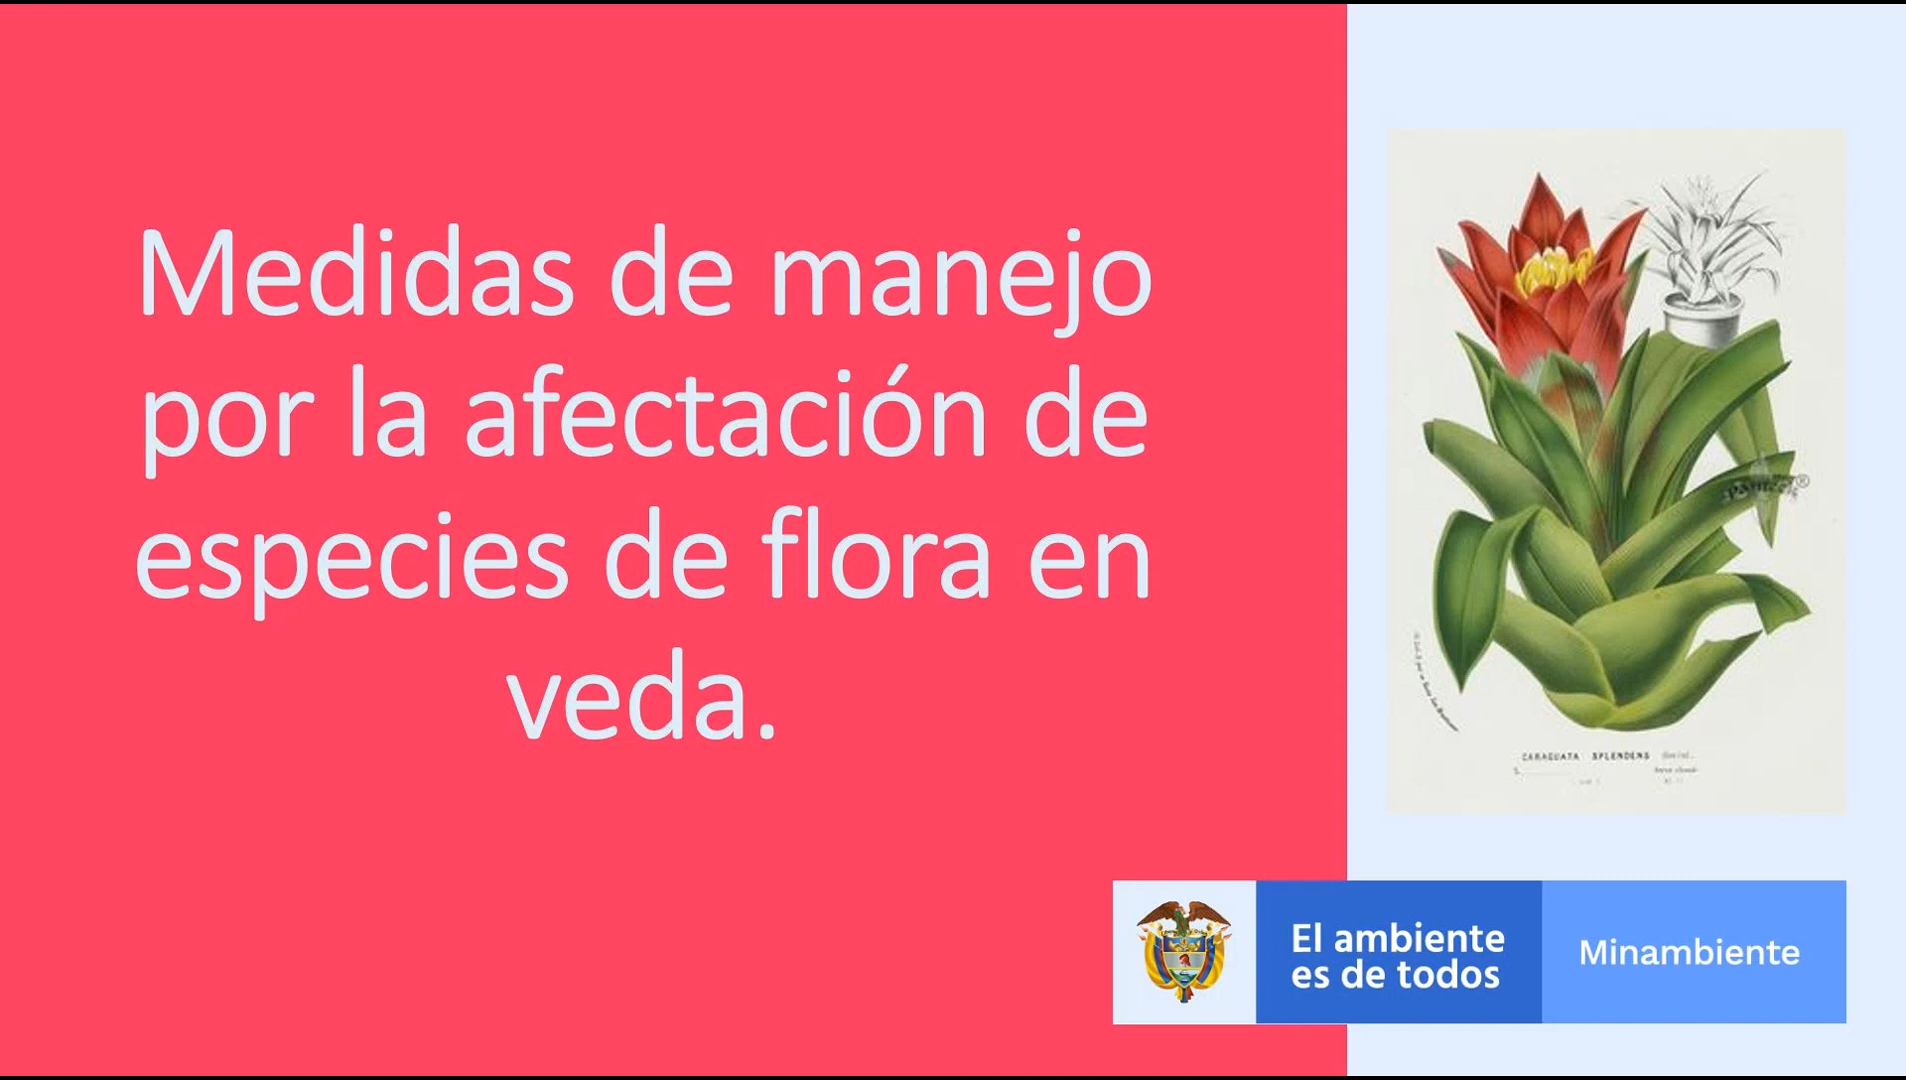 Medidas de manejo
por la afectación de
especies de flora en
veda.
CARAGUATA SPLENDENS
El ambiente
es de todos
Minambiente